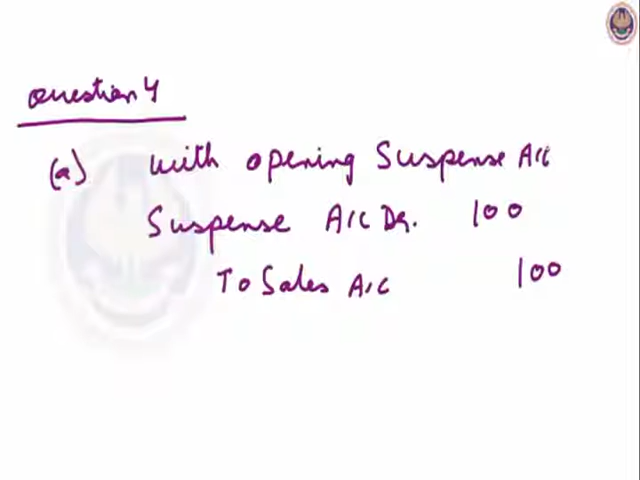 Question 4
(a) With opening Suspense A/c
Suspense A/C Dr. 100
To Sales A/C 100